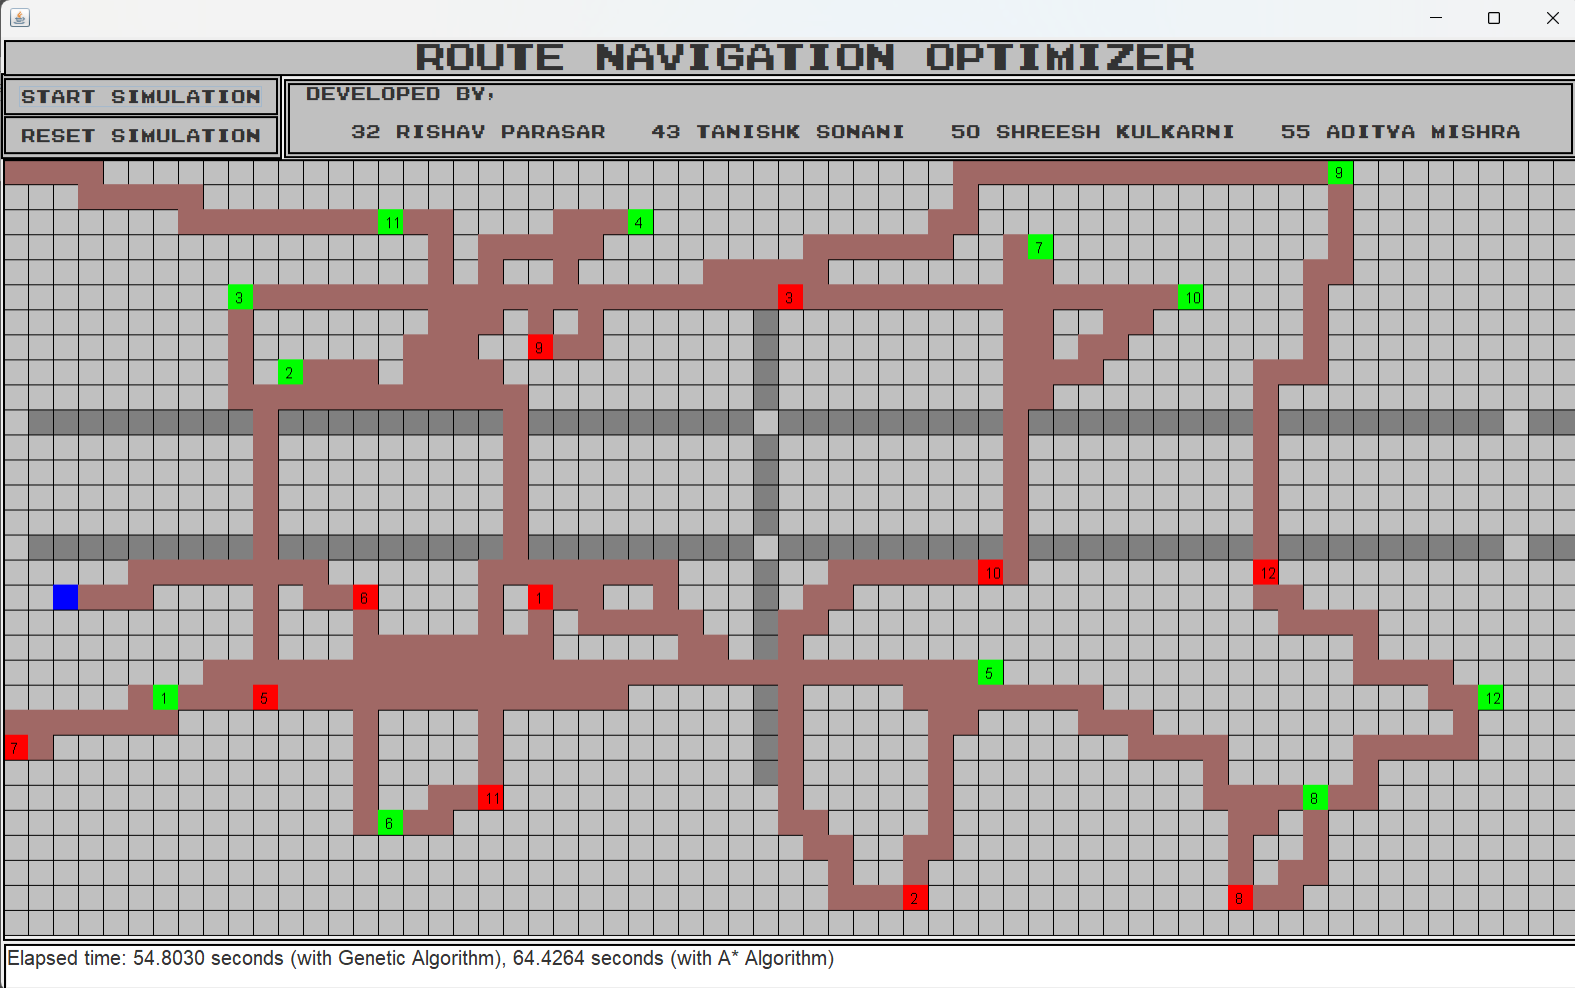 ROUTE NAVIGATION OPTIMIZER
START SIMULATION
DEVELOPED BY,
RESET SIMULATION
32 RISHAV PARASAR 43 TANISHK SONANI 50 SHREESH KULKARNI 55 ADITYA MISHRA
9
11 4
7
3 3 10
9
2
10 12
6 1
5
1 5 12
7
11 8
6
2 8
Elapsed time: 54.8030 seconds (with Genetic Algorithm), 64.4264 seconds (with A* Algorithm)